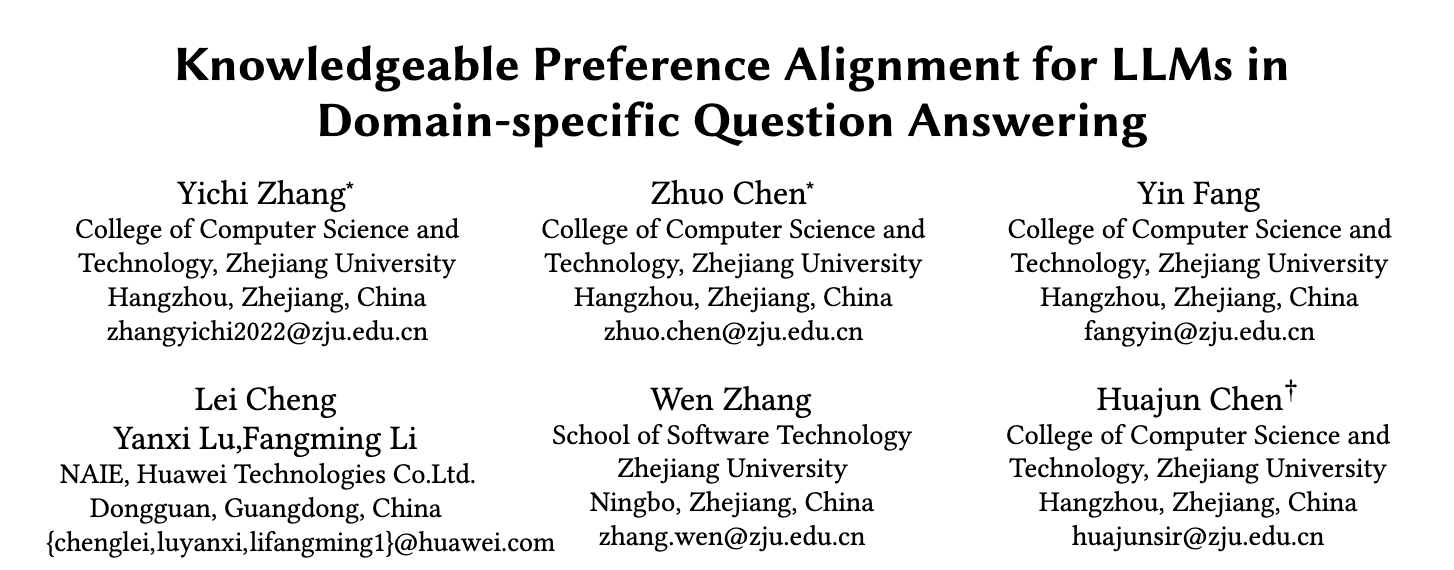 Knowledgeable Preference Alignment for LLMs in
Domain-specific Question Answering
Yichi Zhang*
College of Computer Science and
Technology, Zhejiang University
Hangzhou, Zhejiang, China
zhangyichi2022@zju.edu.cn
Zhuo Chen*
College of Computer Science and
Technology, Zhejiang University
Hangzhou, Zhejiang, China
zhuo.chen@zju.edu.cn
Yin Fang
College of Computer Science and
Technology, Zhejiang University
Hangzhou, Zhejiang, China
fangyin@zju.edu.cn
Lei Cheng
Yanxi Lu,Fangming Li
NAIE, Huawei Technologies Co.Ltd.
Dongguan, Guangdong, China
{chenglei,luyanxi,lifangming1}@huawei.com
Wen Zhang
School of Software Technology
Zhejiang University
Ningbo, Zhejiang, China
zhang.wen@zju.edu.cn
Huajun Chen†
College of Computer Science and
Technology, Zhejiang University
Hangzhou, Zhejiang, China
huajunsir@zju.edu.cn